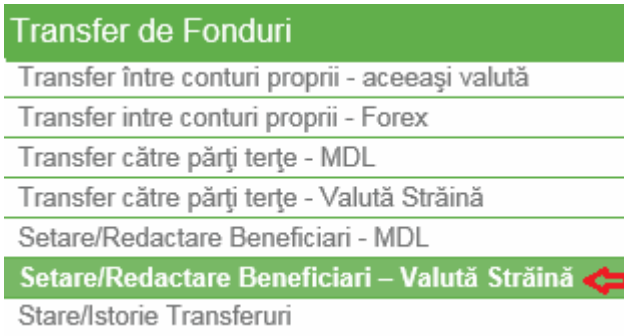 Transfer de Fonduri
Transfer între conturi proprii - aceeaşi valută
Transfer intre conturi proprii - Forex
Transfer către părţi terţe - MDL
Transfer către părţi terţe - Valută Străină
Setare/Redactare Beneficiari - MDL
Setare/Redactare Beneficiari – Valută Străină
Stare/Istorie Transferuri